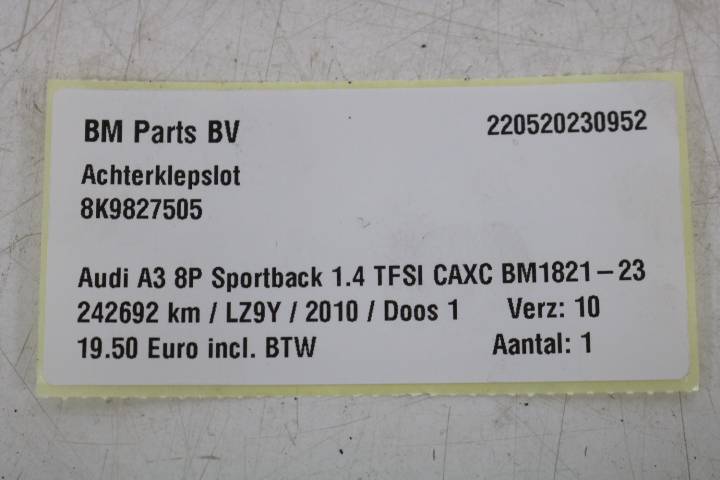 BM Parts BV 220520230952
Achterklepslot
8K9827505
Audi A3 8P Sportback 1.4 TFSI CAXC BM1821-23
242692 km / LZ9Y / 2010 / Doos 1 Verz: 10
19.50 Euro incl. BTW Aantal: 1